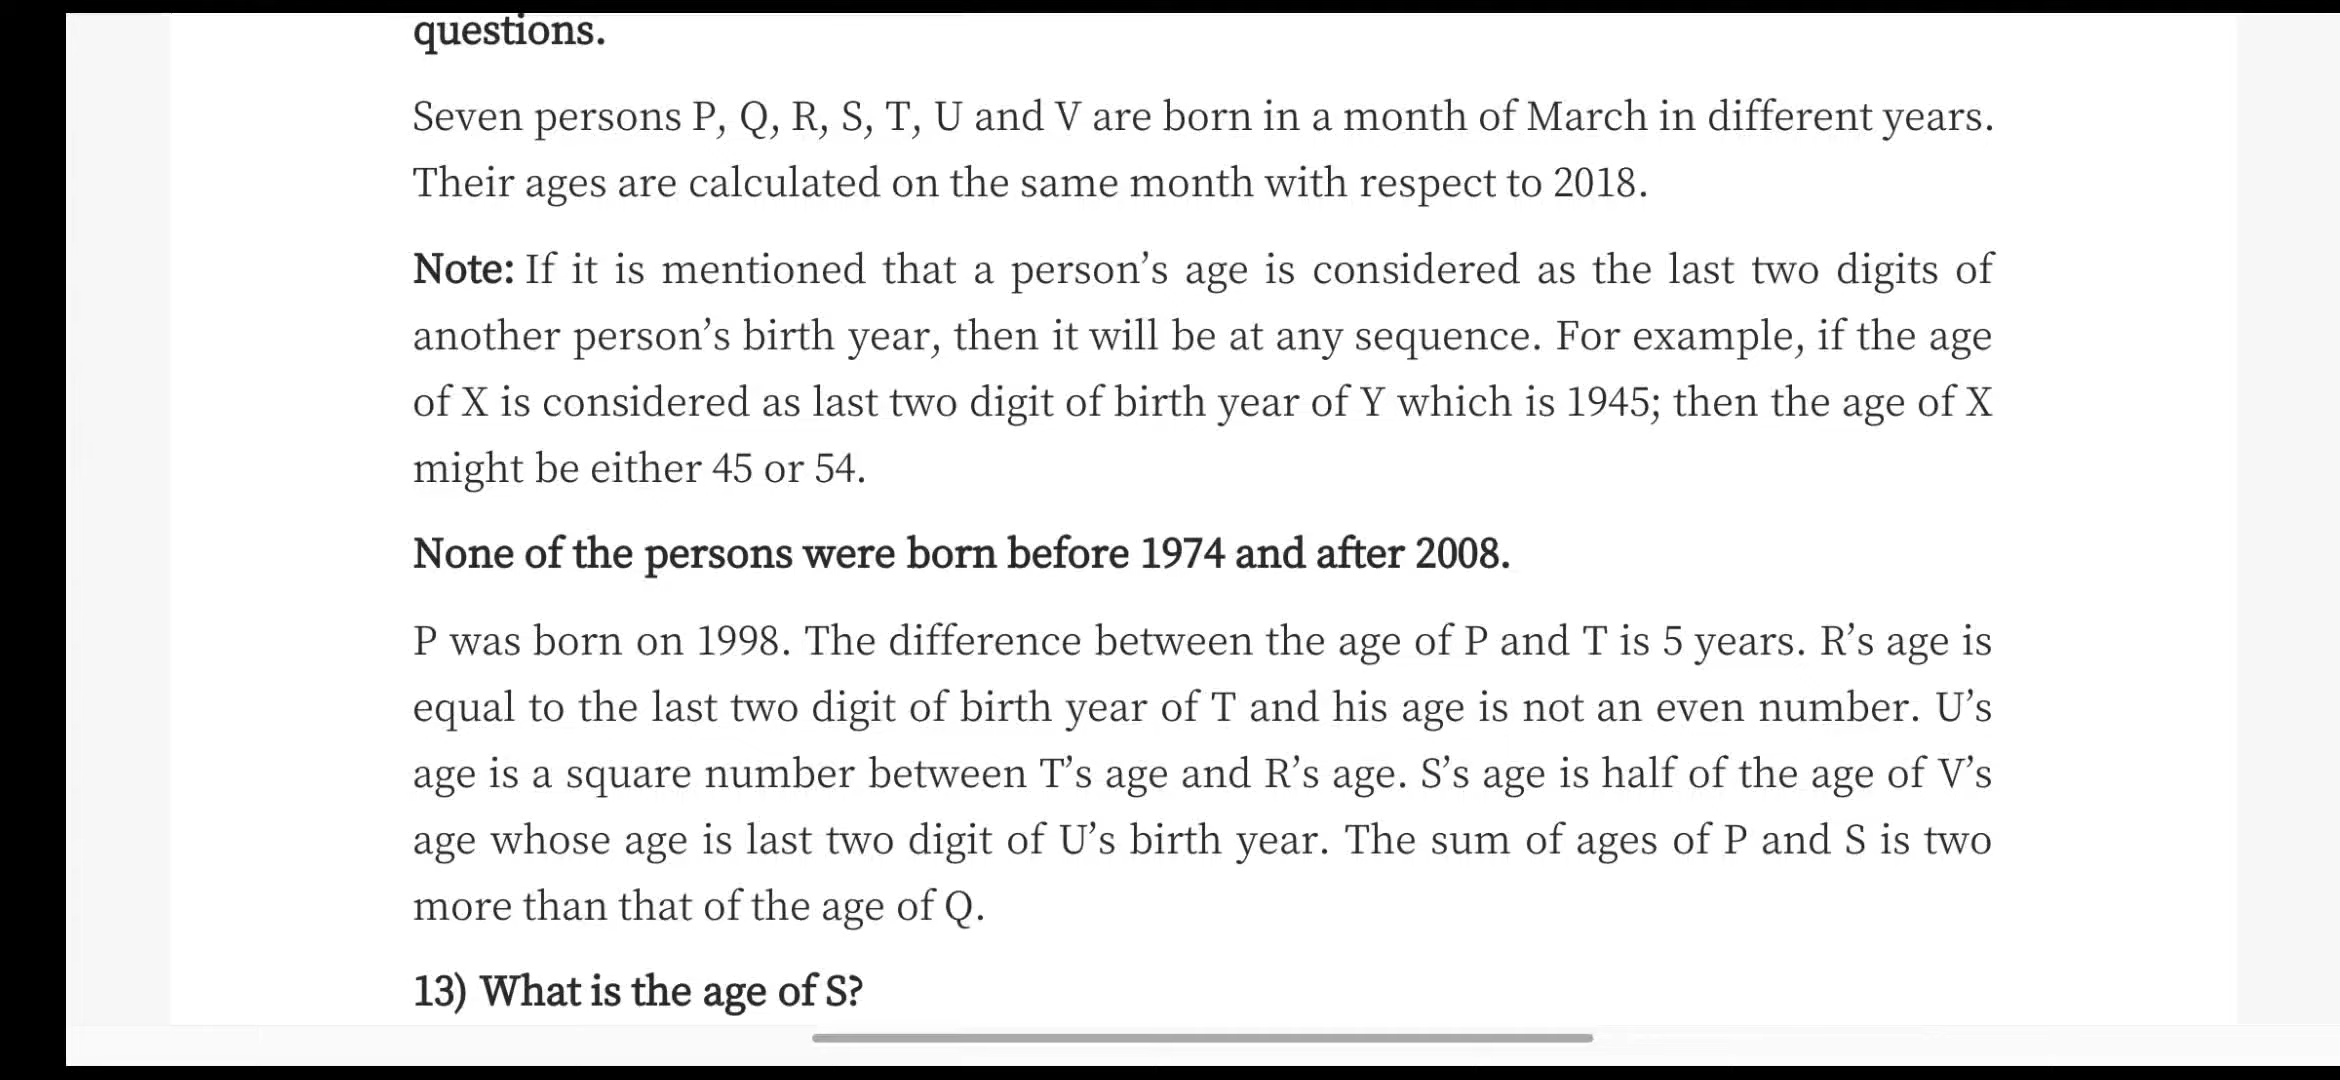 questions.
Seven persons P, Q, R, S, T, U and V are born in a month of March in different years.
Their ages are calculated on the same month with respect to 2018.
Note: If it is mentioned that a person’s age is considered as the last two digits of
another person’s birth year, then it will be at any sequence. For example, if the age
of X is considered as last two digit of birth year of Y which is 1945; then the age of X
might be either 45 or 54.
None of the persons were born before 1974 and after 2008.
P was born on 1998. The difference between the age of P and T is 5 years. R’s age is
equal to the last two digit of birth year of T and his age is not an even number. U’s
age is a square number between T’s age and R’s age. S’s age is half of the age of V’s
age whose age is last two digit of U’s birth year. The sum of ages of P and S is two
more than that of the age of Q.
13) What is the age of S?